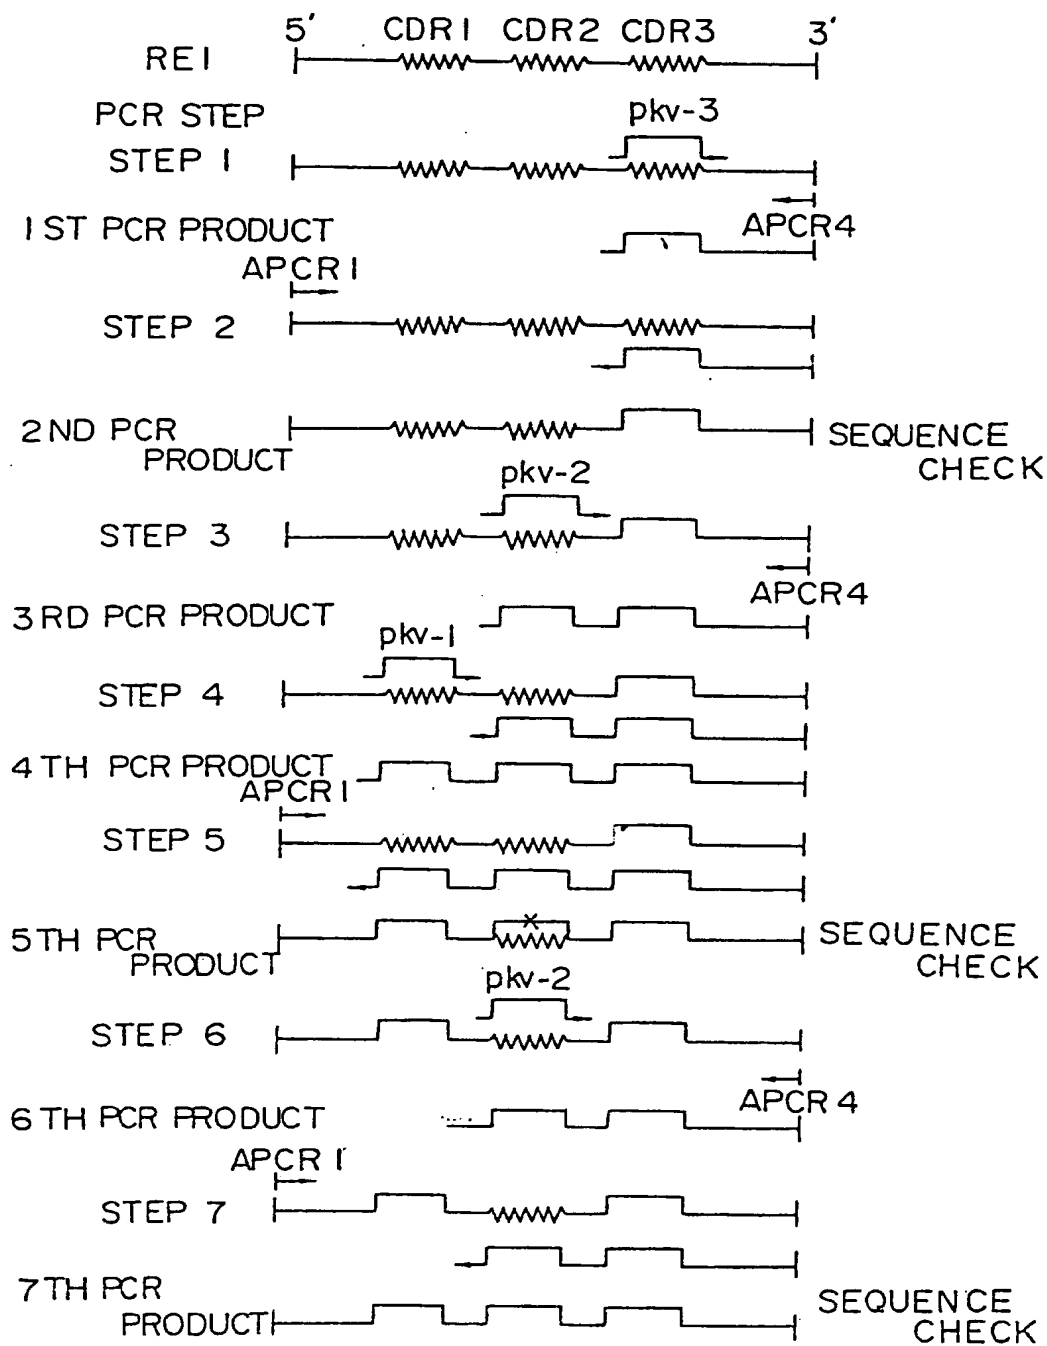 5' CDR1 CDR2 CDR3 3'
REI
PCR STEP
pkv-3
STEP 1
1ST PCR PRODUCT
APCR4
APCR1
STEP 2
2ND PCR PRODUCT
SEQUENCE CHECK
pkv-2
STEP 3
APCR4
3RD PCR PRODUCT
pkv-1
STEP 4
4TH PCR PRODUCT
APCR1
STEP 5
5TH PCR PRODUCT
SEQUENCE CHECK
pkv-2
STEP 6
APCR4
6TH PCR PRODUCT
APCR1
STEP 7
7TH PCR PRODUCT
SEQUENCE CHECK